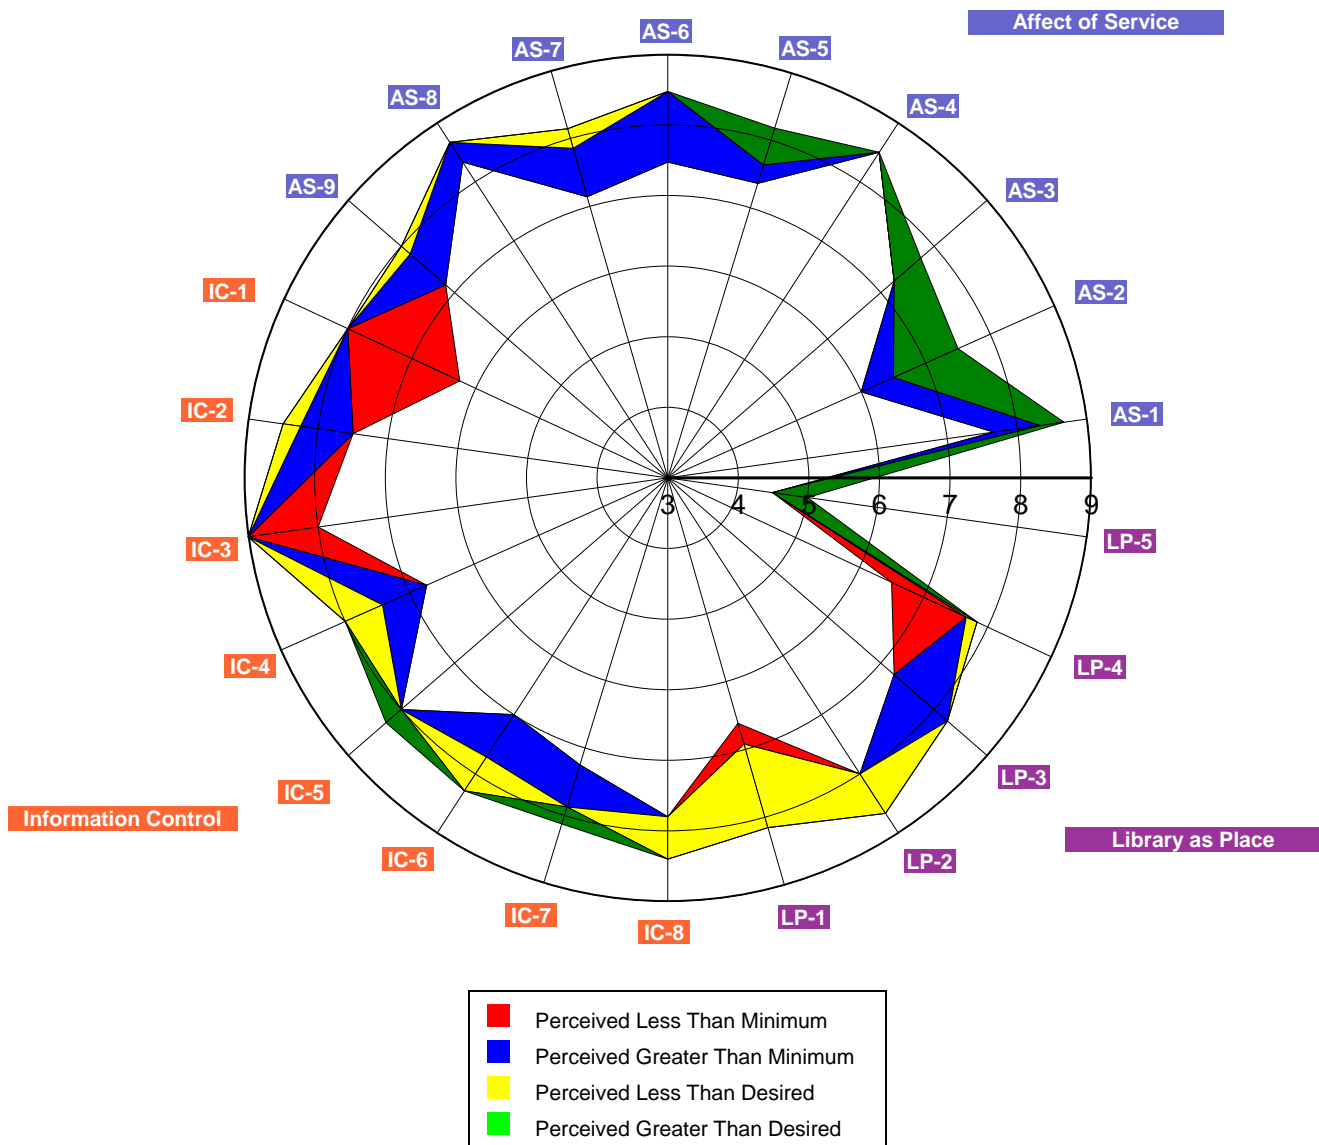 Affect of Service
AS-6
AS-5
AS-7
AS-4
AS-8
AS-3
AS-9
AS-2
IC-1
AS-1
IC-2
3 4 5 6 7 8 9
LP-5
IC-3
LP-4
IC-4
LP-3
IC-5
Information Control
Library as Place
LP-2
IC-6
LP-1
IC-7
IC-8
Perceived Less Than Minimum
Perceived Greater Than Minimum
Perceived Less Than Desired
Perceived Greater Than Desired